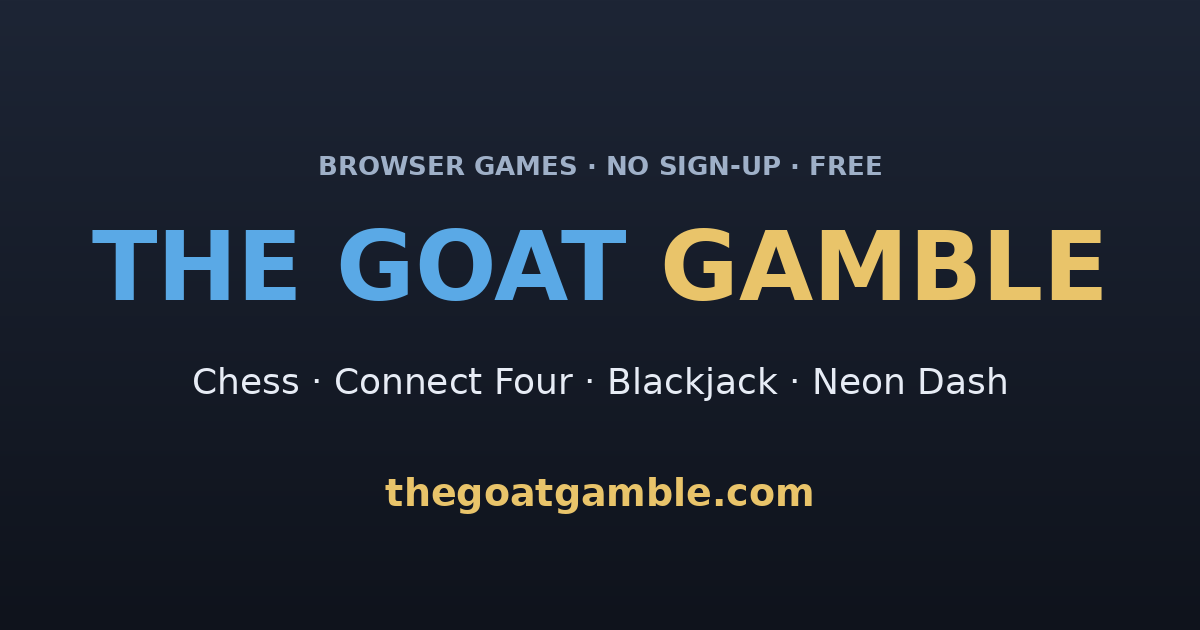 BROWSER GAMES · NO SIGN-UP · FREE
THE GOAT GAMBLE
Chess · Connect Four · Blackjack · Neon Dash
thegoatgamble.com